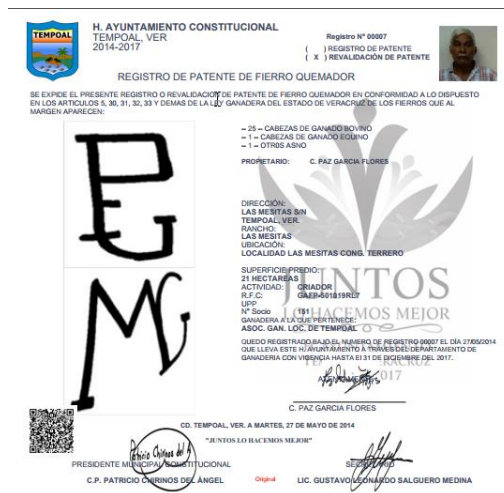 TEMPOAL
H. AYUNTAMIENTO CONSTITUCIONAL
TEMPOAL, VER
2014-2017
Registro N° 00007
( ) REGISTRO DE PATENTE
( X ) REVALIDACIÓN DE PATENTE
REGISTRO DE PATENTE DE FIERRO QUEMADOR
SE EXPIDE EL PRESENTE REGISTRO O REVALIDACIÓN DE PATENTE DE FIERRO QUEMADOR EN CONFORMIDAD A LO DISPUESTO
EN LOS ARTICULOS 5, 30, 31, 32, 33 Y DEMAS DE LA LEY GANADERA DEL ESTADO DE VERACRUZ DE LOS FIERROS QUE AL
MARGEN APARECEN:
-- 25 -- CABEZAS DE GANADO BOVINO
-- 1 -- CABEZAS DE GANADO EQUINO
-- 1 -- OTROS ASNO
PROPIETARIO: C. PAZ GARCIA FLORES
DIRECCIÓN:
LAS MESITAS S/N
TEMPOAL, VER.
RANCHO:
LAS MESITAS
UBICACIÓN:
LOCALIDAD LAS MESITAS CONG. TERRERO
SUPERFICIE PREDIO:
21 HECTAREAS
ACTIVIDAD: CRIADOR
R.F.C:
UPP
N° Socio 151
GANADERA A LA QUE PERTENECE:
ASOC. GAN. LOC. DE TEMPOAL
JUNTOS
LO HACEMOS MEJOR
QUEDO REGISTRADO BAJO EL NUMERO DE REGISTRO 00007 EL DÍA 27/05/2014
QUE LLEVA ESTE H. AYUNTAMIENTO A TRAVES DEL DEPARTAMENTO DE
GANADERIA CON VIGENCIA HASTA El 31 DE DICIEMBRE DEL 2017.
C. PAZ GARCIA FLORES
CD. TEMPOAL, VER. A MARTES, 27 DE MAYO DE 2014
"JUNTOS LO HACEMOS MEJOR"
Patricio Chirinos del A
PRESIDENTE MUNICIPAL CONSTITUCIONAL
SECRETARIO
C.P. PATRICIO CHIRINOS DEL ÁNGEL
Original
LIC. GUSTAVO LEONARDO SALGUERO MEDINA